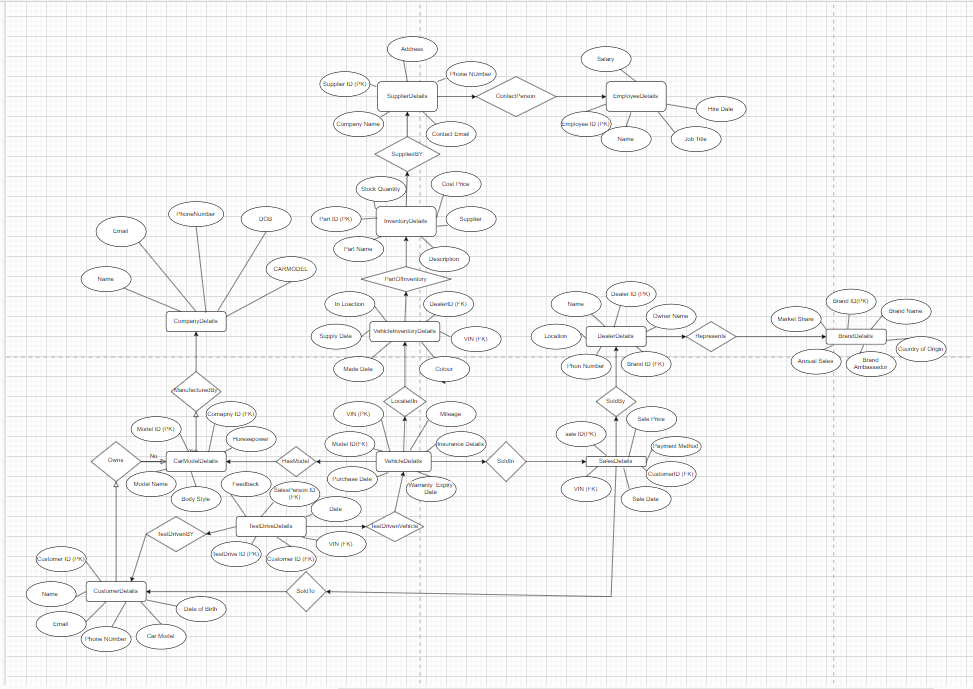 Address
Salary
Supplier ID (PK)
Phone NUmber
SupplierDetails
ContactPerson
EmployeeDetails
Hire Date
Company Name
Contact Email
Employee ID (PK)
Name
Job Title
SuppliedBY
Stock Quantity
Cost Price
PhoneNumber
DOB
Part ID (PK)
InventoryDetails
Supplier
Email
Part Name
Description
CARMODEL
Name
PartOfInventory
Dealer ID (PK)
In Loaction
DealerID (FK)
Name
Brand ID(PK)
Owner Name
Market Share
Brand Name
CompanyDetails
VehicleInventoryDetails
Supply Date
VIN (FK)
Location
DealerDetails
Represents
BrandDetails
Country of Origin
Made Date
Colour
Phon Number
Brand ID (FK)
Annual Sales
Brand
Ambassador
ManufacturedBy
LocatedIn
SoldBy
Comapny ID (FK)
VIN (PK)
Mileage
Sale Price
Model ID (PK)
sale ID(PK)
Horesepower
Model ID(FK)
Insurance Details
Payment Method
No
Owns
CarModelDetails
HasModel
VehicleDetails
SoldIn
SalesDetails
CustomerID (FK)
Model Name
Feedback
Purchase Date
Warranty Expiry
Date
VIN (FK)
Body Style
SalesPerson ID
(FK)
Sale Date
Date
TestDriveDetails
TestDrivenVehicle
TestDrivenBY
VIN (FK)
TestDrive ID (PK)
Customer ID (FK)
Customer ID (PK)
CustomerDetails
SoldTo
Name
Date of Birth
Email
Phone NUmber
Car Model